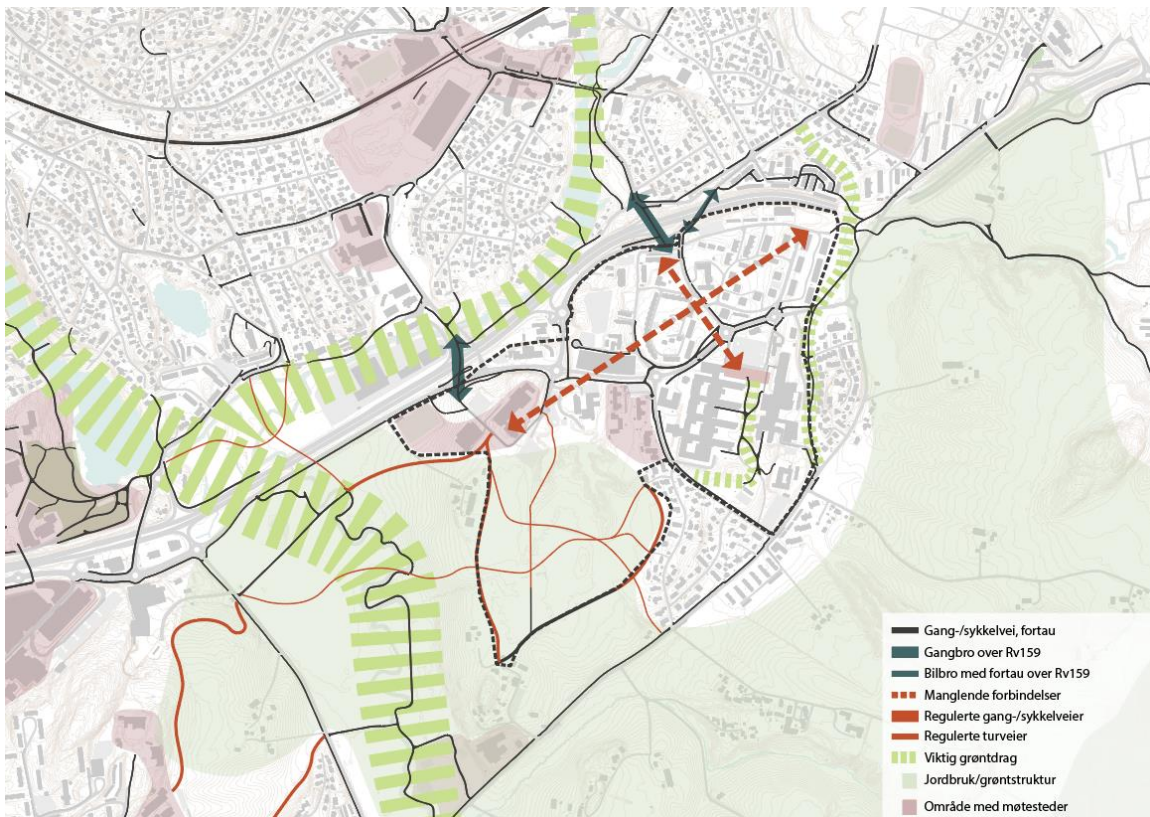 Gang-/sykkelvei, fortau
Gangbro over Rv159
Bilbro med fortau over Rv159
Manglende forbindelser
Regulerte gang-/sykkelveier
Regulerte turveier
Viktig grøntdrag
Jordbruk/grøntstruktur
Område med møtesteder